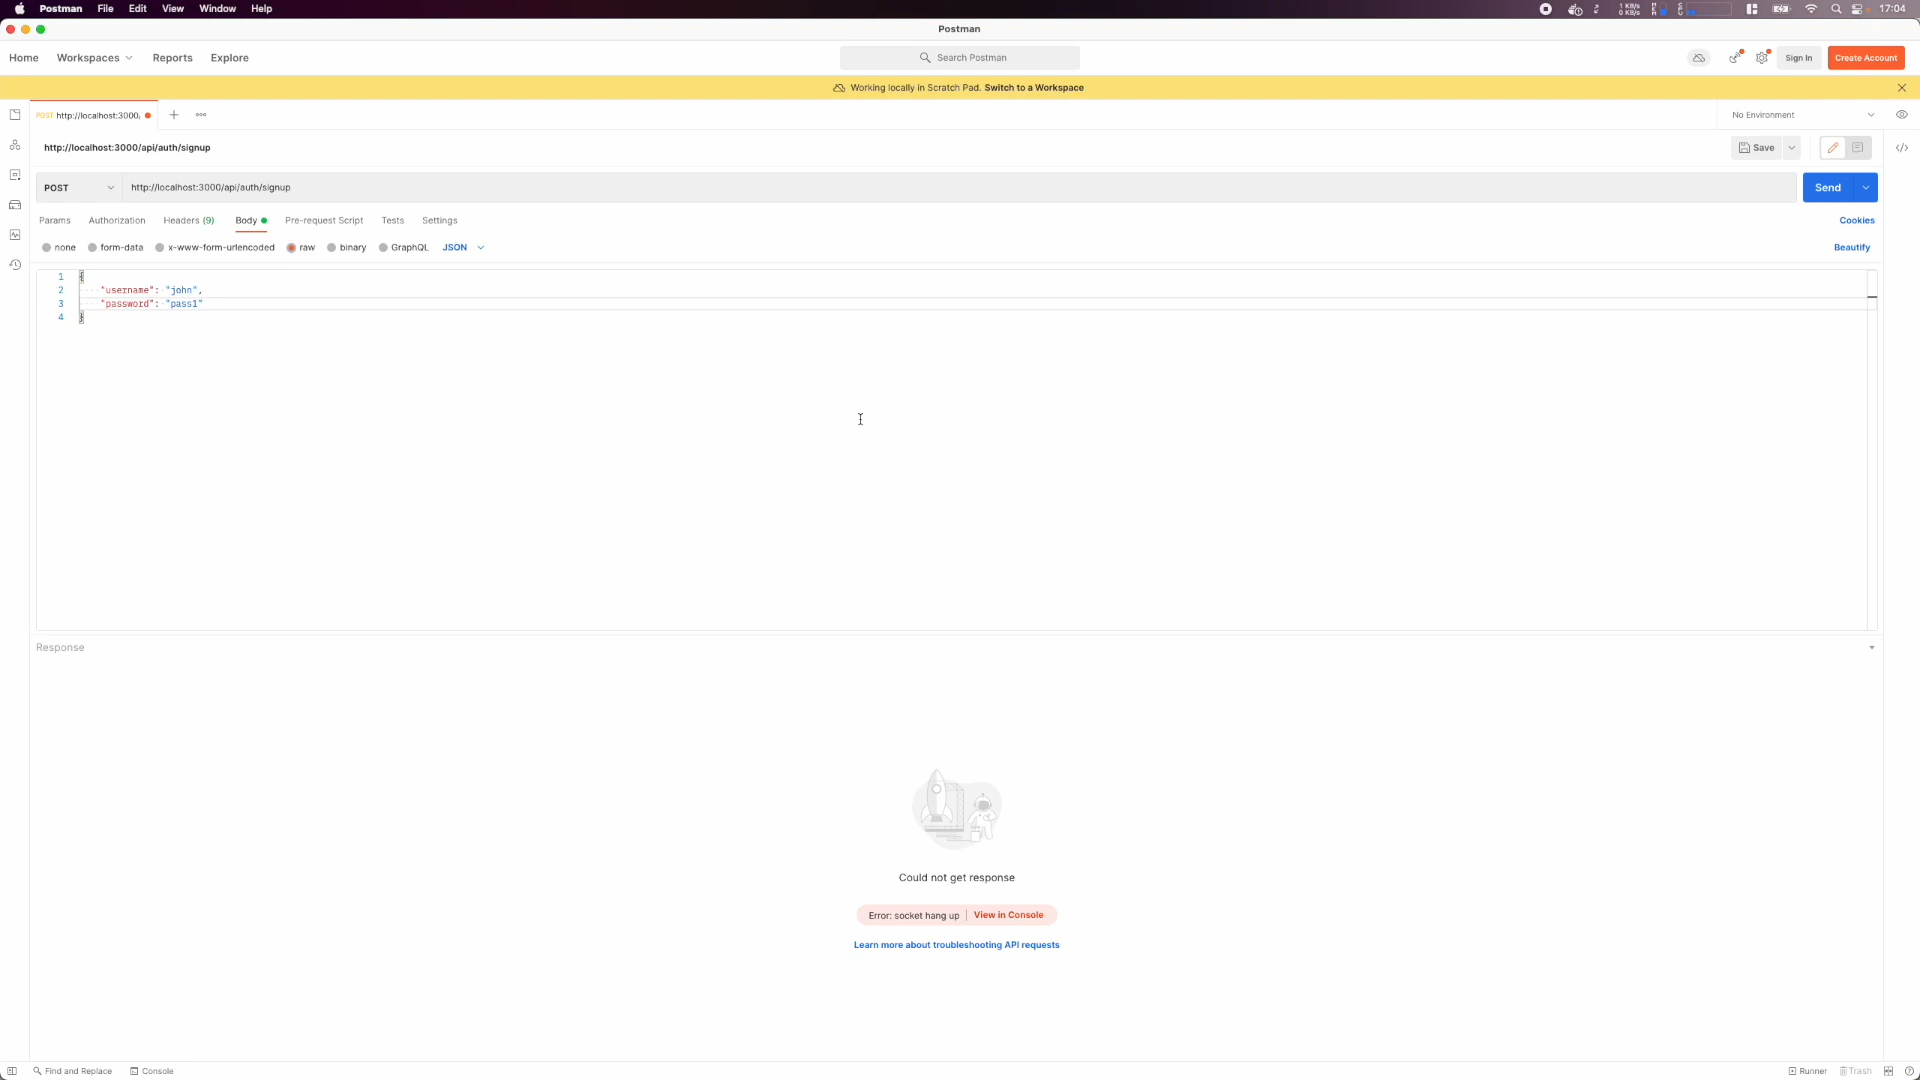 Postman File Edit View Window Help
1 KB/s
0 KB/s
17:04
Postman
Home Workspaces Reports Explore
Search Postman
Sign In
Create Account
Working locally in Scratch Pad. Switch to a Workspace
POST http://localhost:3000,
No Environment
http://localhost:3000/api/auth/signup
Save
POST
http://localhost:3000/api/auth/signup
Send
Params Authorization Headers (9) Body Pre-request Script Tests Settings
Cookies
none form-data x-www-form-urlencoded raw binary GraphQL JSON
Beautify
1 {
2 "username": "john",
3 "password": "pass1"
4 }
Response
Could not get response
Error: socket hang up | View in Console
Learn more about troubleshooting API requests
Find and Replace
Console
Runner
Trash